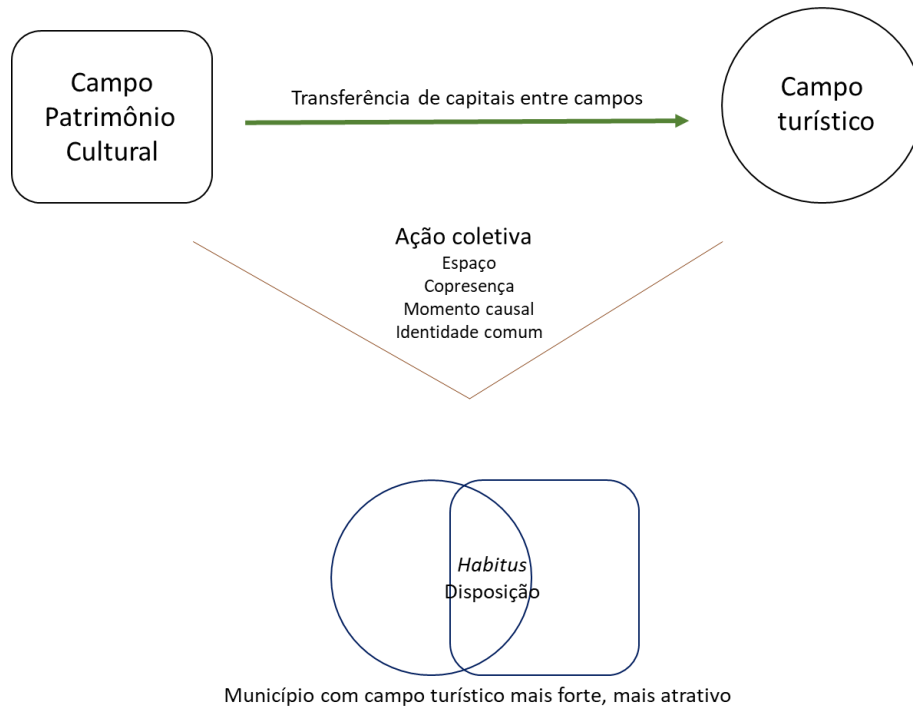 Campo
Patrimônio
Cultural
Transferência de capitais entre campos
Campo
turístico
Ação coletiva
Espaço
Copresença
Momento causal
Identidade comum
Habitus
Disposição
Município com campo turístico mais forte, mais atrativo